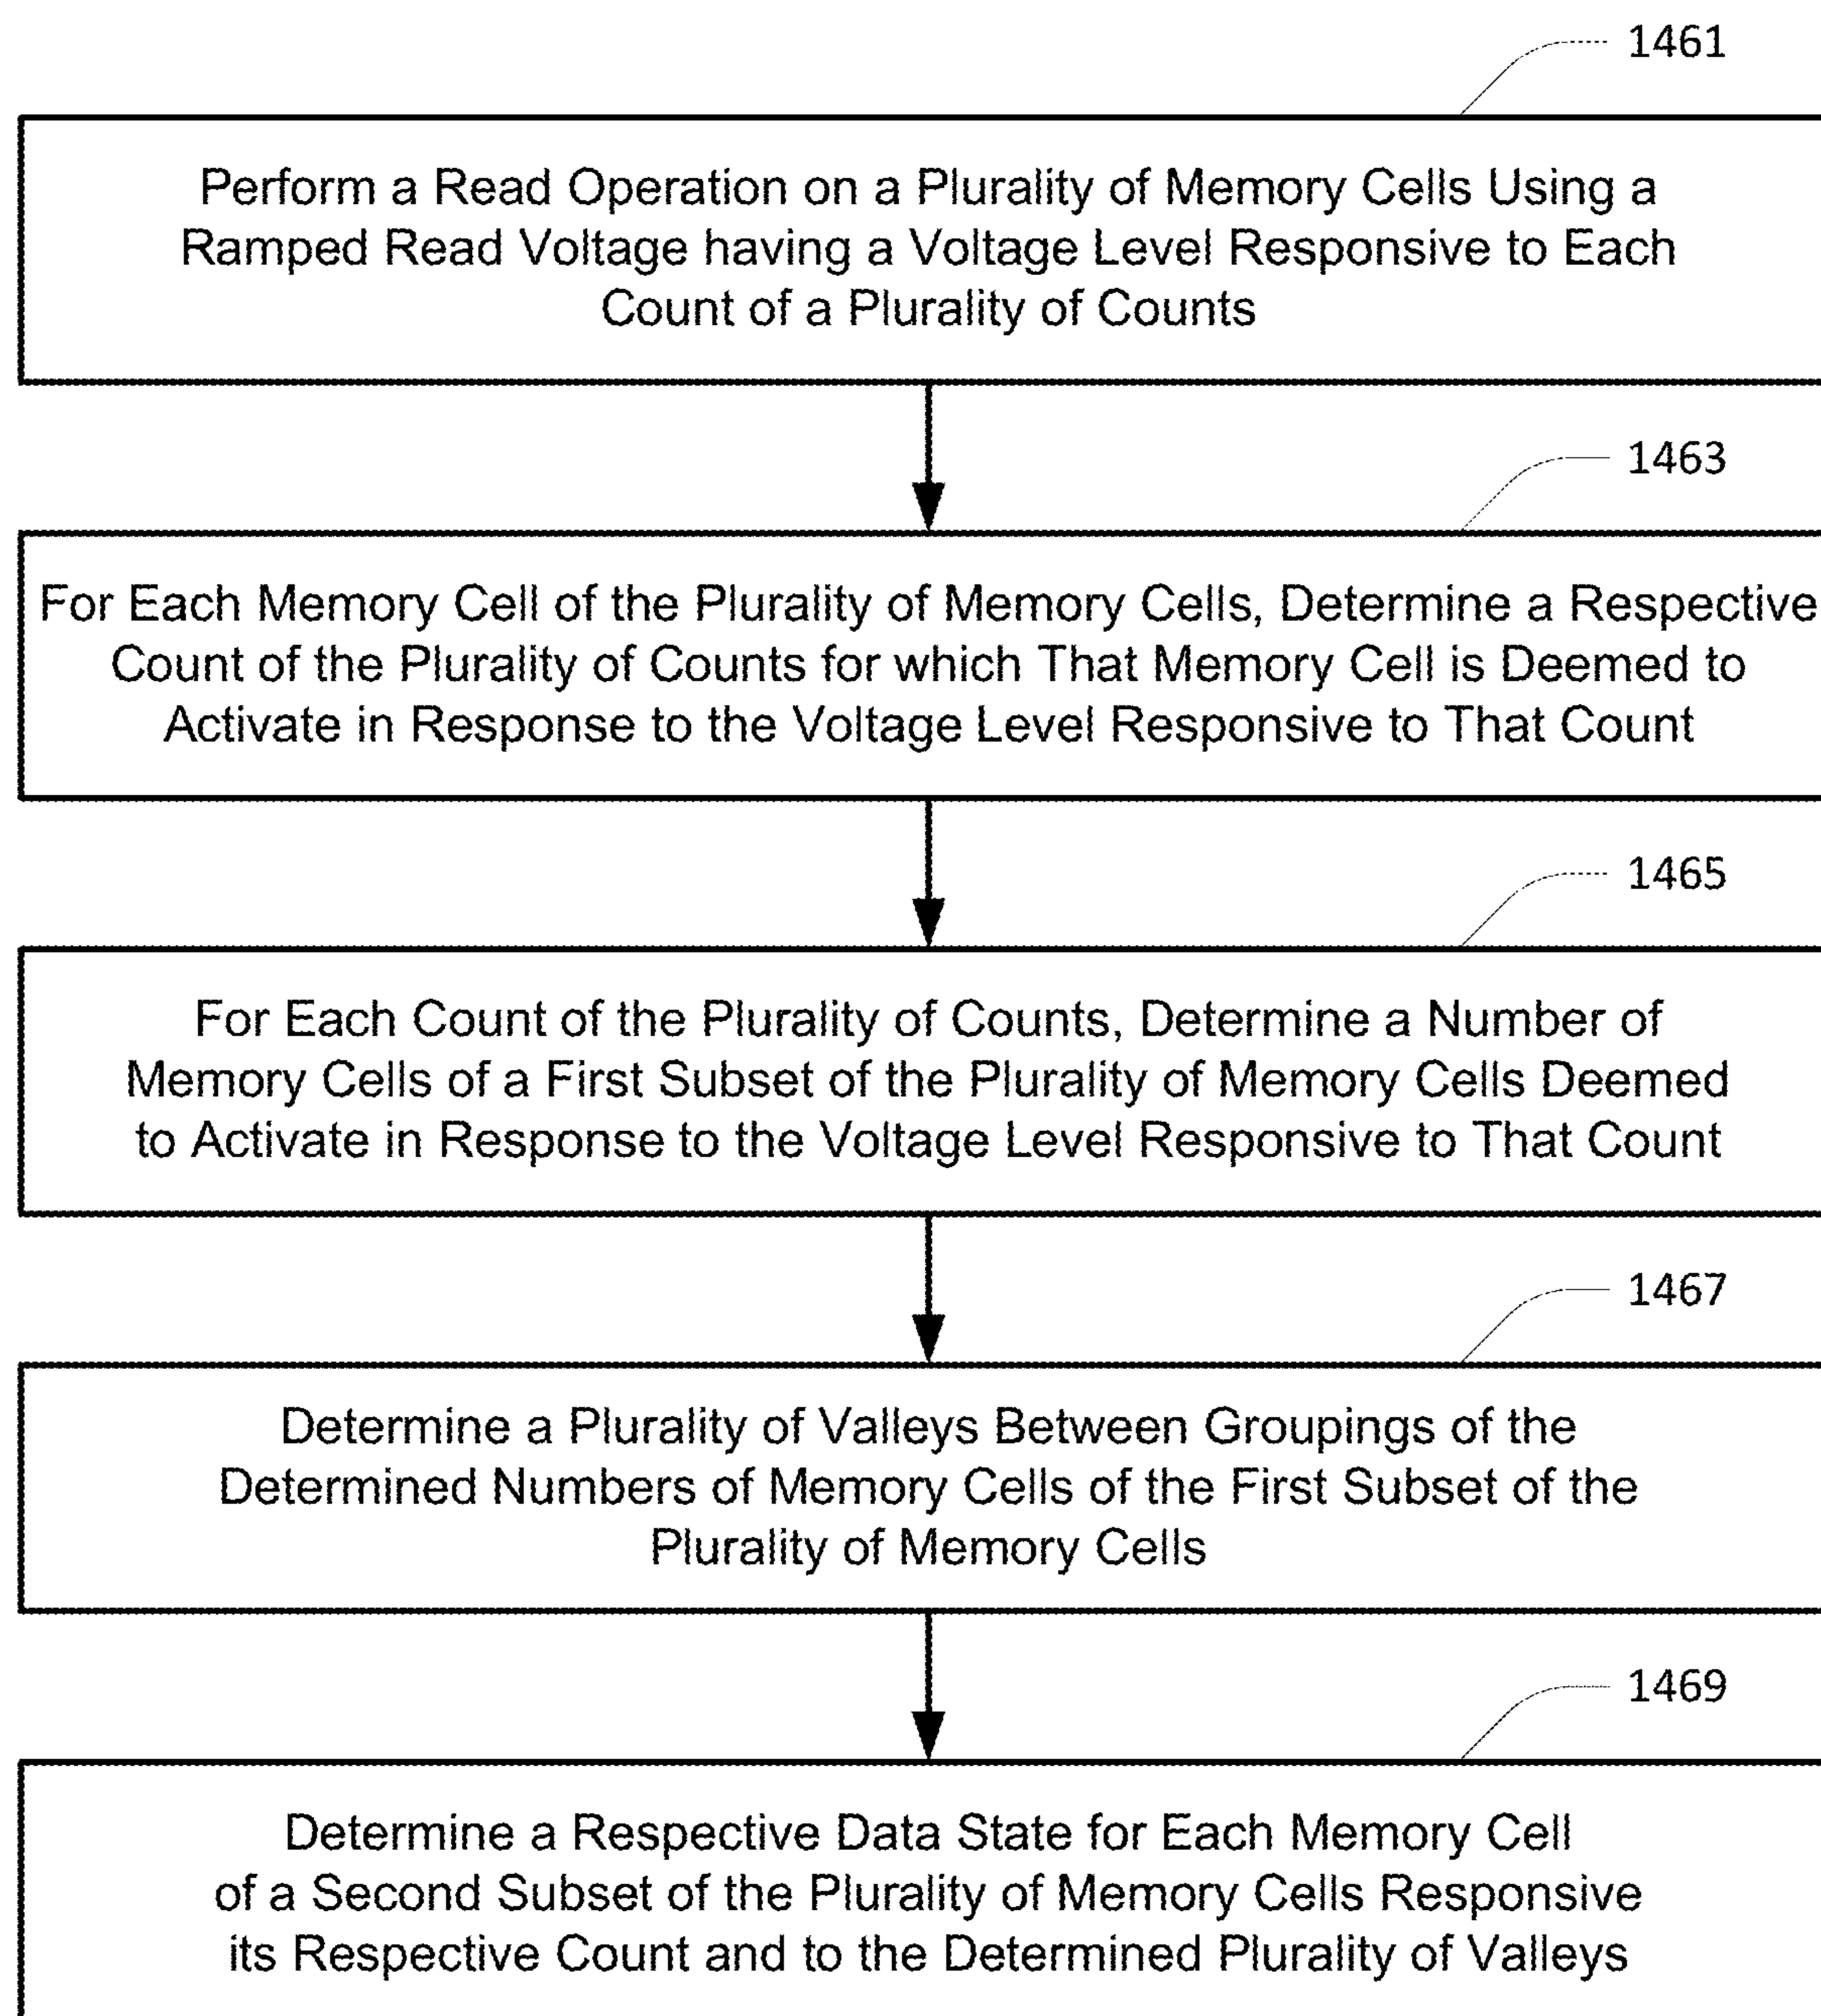 1461
Perform a Read Operation on a Plurality of Memory Cells Using a
Ramped Read Voltage having a Voltage Level Responsive to Each
Count of a Plurality of Counts
1463
For Each Memory Cell of the Plurality of Memory Cells, Determine a Respective
Count of the Plurality of Counts for which That Memory Cell is Deemed to
Activate in Response to the Voltage Level Responsive to That Count
1465
For Each Count of the Plurality of Counts, Determine a Number of
Memory Cells of a First Subset of the Plurality of Memory Cells Deemed
to Activate in Response to the Voltage Level Responsive to That Count
1467
Determine a Plurality of Valleys Between Groupings of the
Determined Numbers of Memory Cells of the First Subset of the
Plurality of Memory Cells
1469
Determine a Respective Data State for Each Memory Cell
of a Second Subset of the Plurality of Memory Cells Responsive
its Respective Count and to the Determined Plurality of Valleys